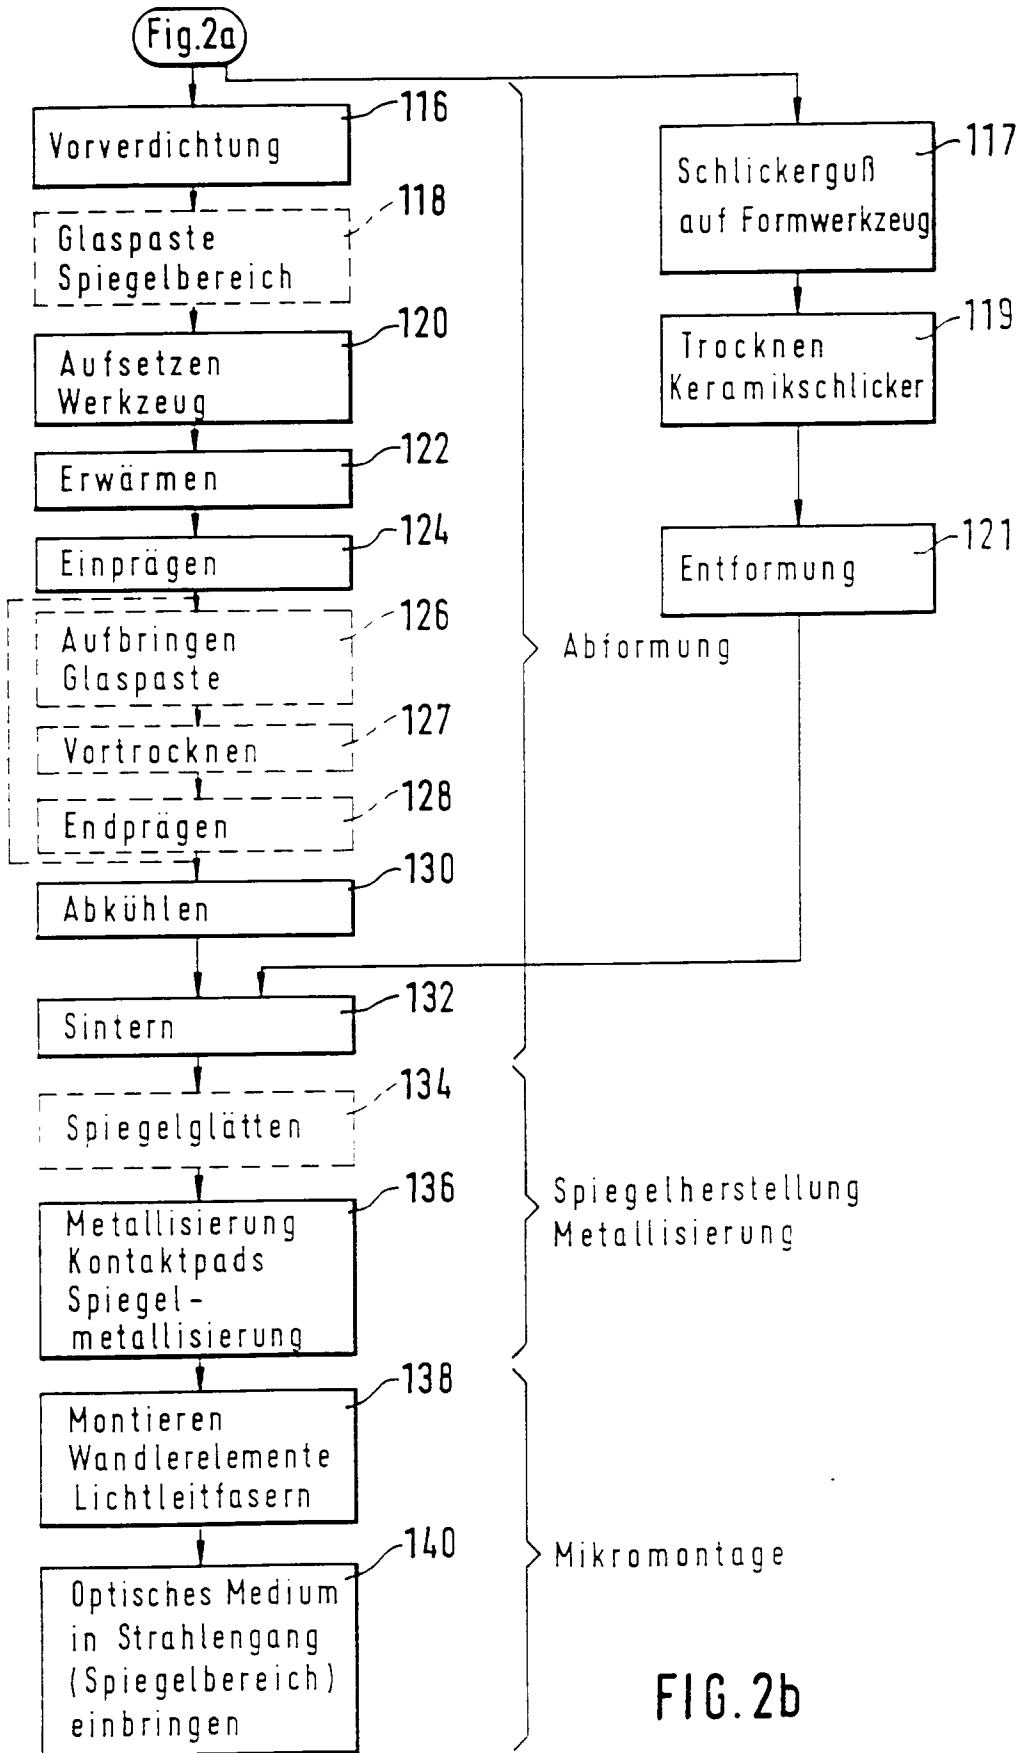 Fig.2a
116
Vorverdichtung
118
Glaspaste
Spiegelbereich
120
Aufsetzen
Werkzeug
122
Erwärmen
124
Einprägen
126
Aufbringen
Glaspaste
127
Vortrocknen
128
Endprägen
130
Abkühlen
132
Sintern
134
Spiegelglätten
136
Metallisierung
Kontaktpads
Spiegel-
metallisierung
138
Montieren
Wandlerelemente
Lichtleitfasern
140
Optisches Medium
in Strahlengang
(Spiegelbereich)
einbringen
117
Schlickerguß
auf Formwerkzeug
119
Trocknen
Keramikschlicker
121
Entformung
Abformung
Spiegelherstellung
Metallisierung
Mikromontage
FIG. 2b